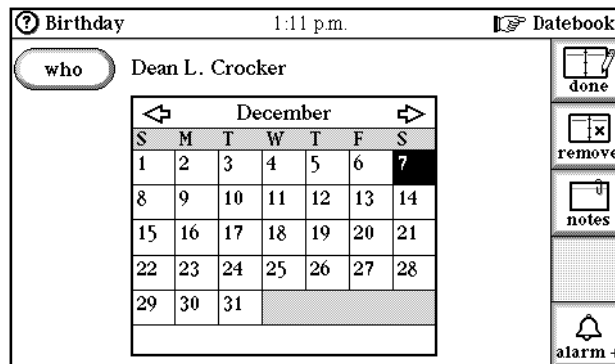 ? Birthday 1:11 p.m. Datebook
who Dean L. Crocker
December
S M T W T F S
1 2 3 4 5 6 7
8 9 10 11 12 13 14
15 16 17 18 19 20 21
22 23 24 25 26 27 28
29 30 31
done
remove
notes
alarm +